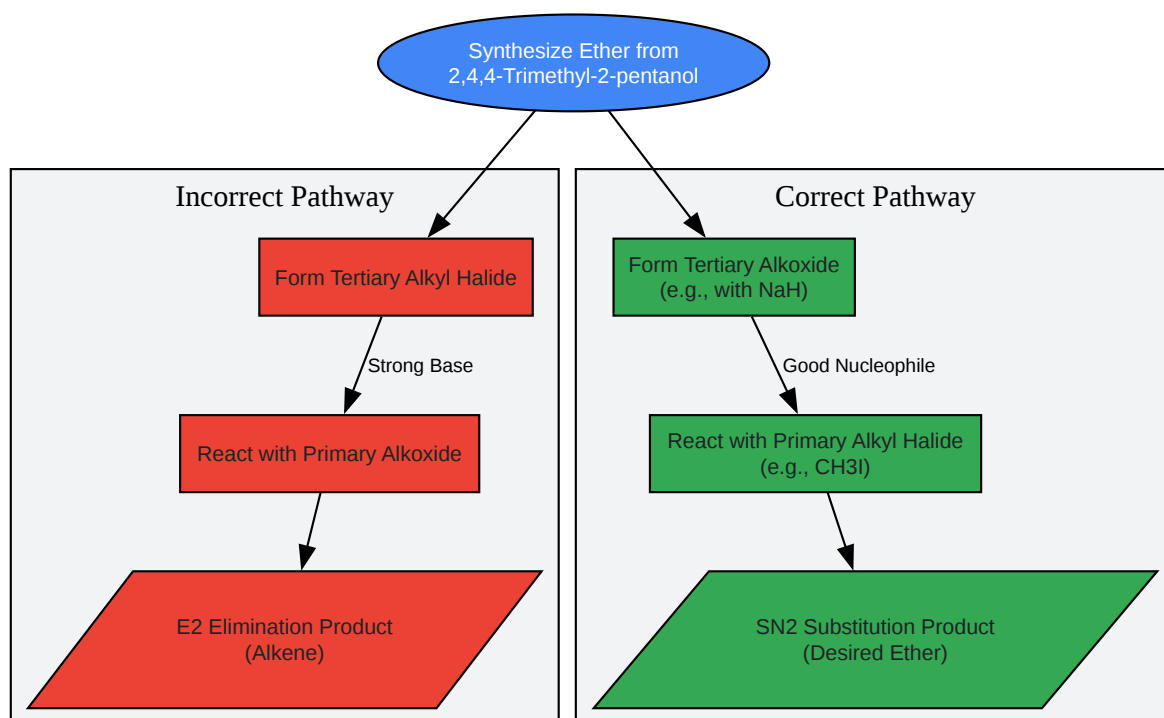 Synthesize Ether from
2,4,4-Trimethyl-2-pentanol
Incorrect Pathway
Form Tertiary Alkyl Halide
Strong Base
React with Primary Alkoxide
E2 Elimination Product
(Alkene)
Correct Pathway
Form Tertiary Alkoxide
(e.g., with NaH)
Good Nucleophile
React with Primary Alkyl Halide
(e.g., CH3I)
SN2 Substitution Product
(Desired Ether)